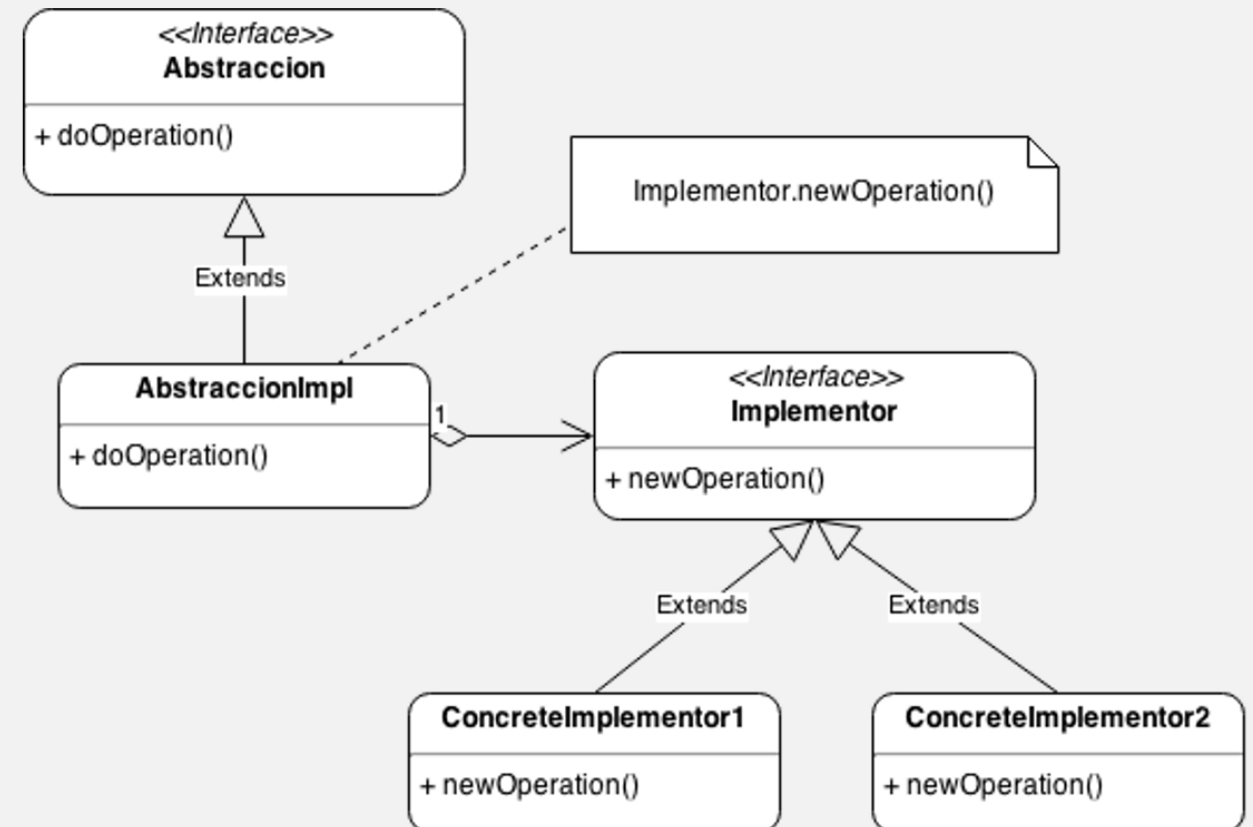 <<Interface>>
Abstraccion
+ doOperation()
Implementor.newOperation()
Extends
AbstraccionImpl
+ doOperation()
1
<<Interface>>
Implementor
+ newOperation()
Extends
Extends
ConcreteImplementor1
+ newOperation()
ConcreteImplementor2
+ newOperation()